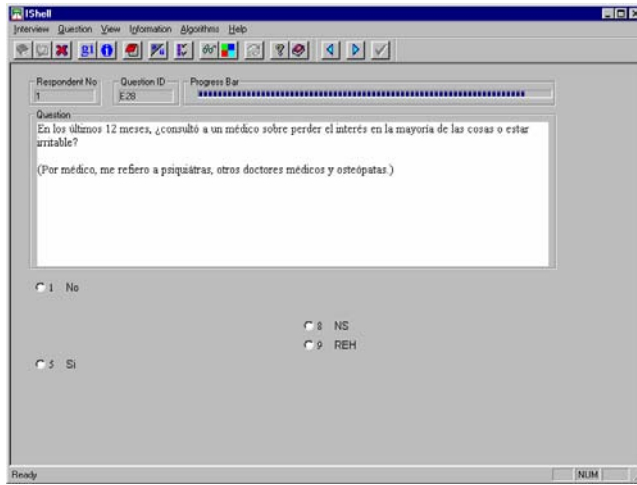 IShell
Interview Question View Information Algorithms Help
Respondent No
1
Question ID
E28
Progress Bar
Question
En los últimos 12 meses, ¿consultó a un médico sobre perder el interés en la mayoría de las cosas o estar
irritable?
(Por médico, me refiero a psiquiátras, otros doctores médicos y osteópatas.)
1 No
8 NS
9 REH
5 Si
Ready
NUM